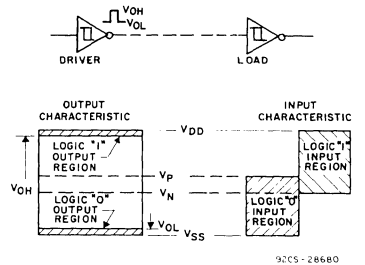 VOH
VOL
DRIVER
LOAD
OUTPUT
CHARACTERISTIC
INPUT
CHARACTERISTIC
VDD
LOGIC "1"
OUTPUT
REGION
LOGIC "1"
INPUT
REGION
VOH
VP
VN
LOGIC "0"
OUTPUT
REGION
VOL
LOGIC "0"
INPUT
REGION
VSS
92CS-28680